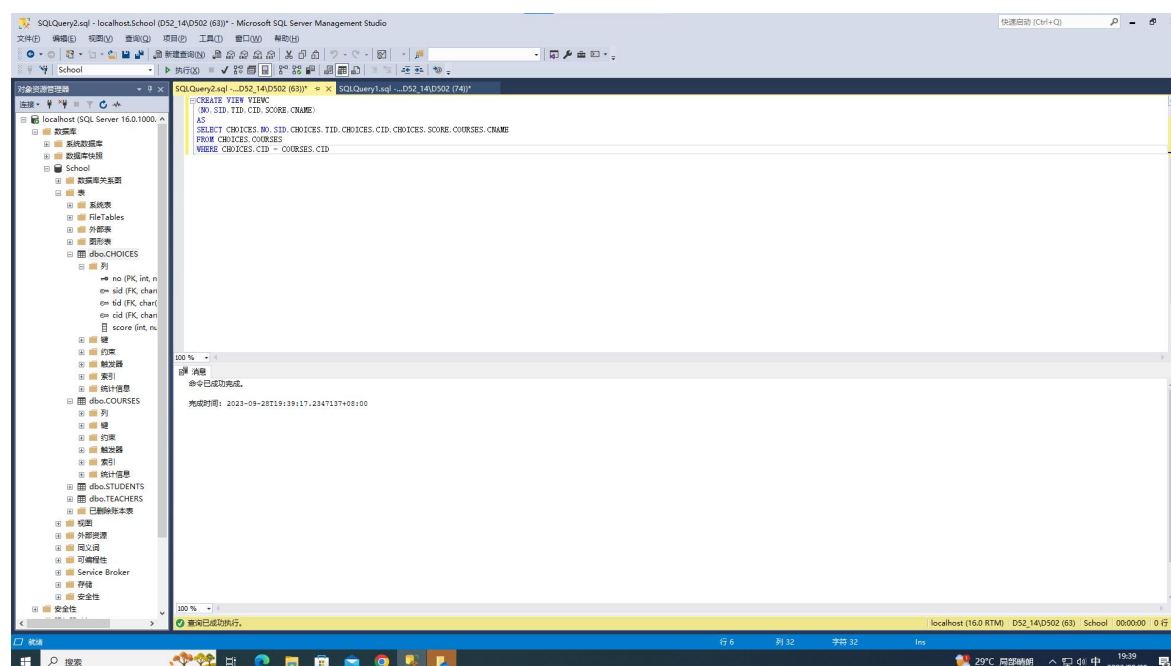 SQLQuery2.sql - localhost.School (D52_14\D502 (63))* - Microsoft SQL Server Management Studio
快速启动 (Ctrl+Q)
文件(F) 编辑(E) 视图(V) 查询(Q) 项目(P) 工具(T) 窗口(W) 帮助(H)
新建查询(N)
School 执行(X)
对象资源管理器
连接
localhost (SQL Server 16.0.1000.
数据库
系统数据库
数据库快照
School
数据库关系图
表
系统表
FileTables
外部表
图形表
dbo.CHOICES
列
no (PK, int, n
sid (FK, char
tid (FK, char(
cid (FK, char
score (int, nu
键
约束
触发器
索引
统计信息
dbo.COURSES
列
键
约束
触发器
索引
统计信息
dbo.STUDENTS
dbo.TEACHERS
已删除账本表
视图
外部资源
同义词
可编程性
Service Broker
存储
安全性
安全性
SQLQuery2.sql -...D52_14\D502 (63))* SQLQuery1.sql -...D52_14\D502 (74))*
CREATE VIEW VIEWC
(NO,SID,TID,CID,SCORE,CNAME)
AS
SELECT CHOICES.NO,SID,CHOICES.TID,CHOICES.CID,CHOICES.SCORE,COURSES.CNAME
FROM CHOICES,COURSES
WHERE CHOICES.CID = COURSES.CID
100 %
消息
命令已成功完成。
完成时间: 2023-09-28T19:39:17.2347137+08:00
100 %
查询已成功执行。 localhost (16.0 RTM) D52_14\D502 (63) School 00:00:00 0 行
就绪 行 6 列 32 字符 32 Ins
搜索 29°C 局部晴朗 中 19:39